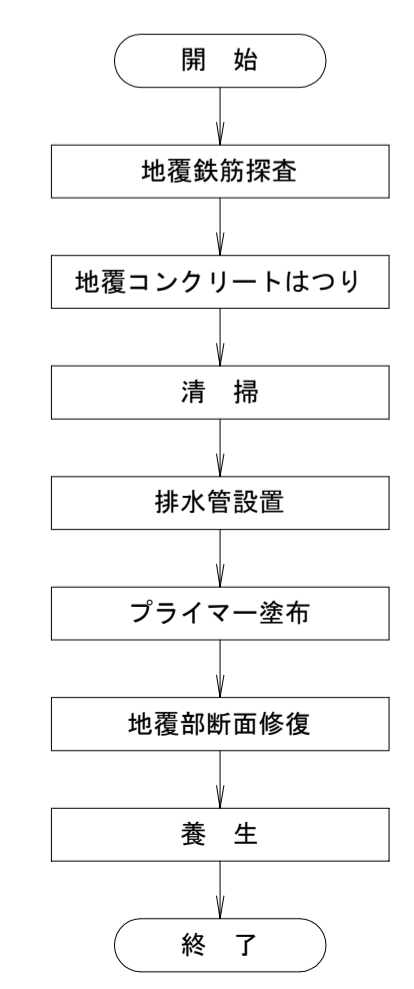 開　始
地覆鉄筋探査
地覆コンクリートはつり
清　掃
排水管設置
プライマー塗布
地覆部断面修復
養　生
終　了